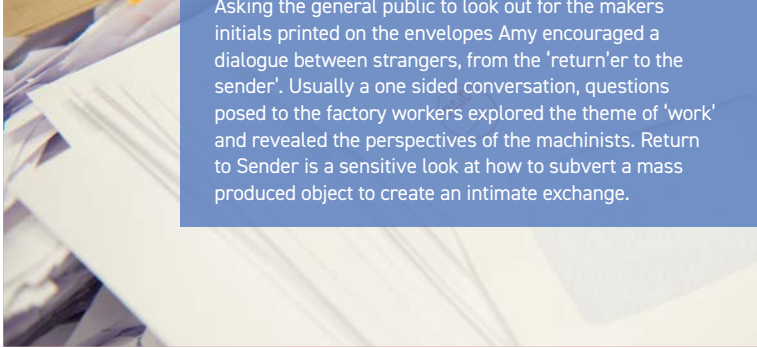 Asking the general public to look out for the makers
initials printed on the envelopes Amy encouraged a
dialogue between strangers, from the ‘return’er to the
sender’. Usually a one sided conversation, questions
posed to the factory workers explored the theme of ‘work’
and revealed the perspectives of the machinists. Return
to Sender is a sensitive look at how to subvert a mass
produced object to create an intimate exchange.